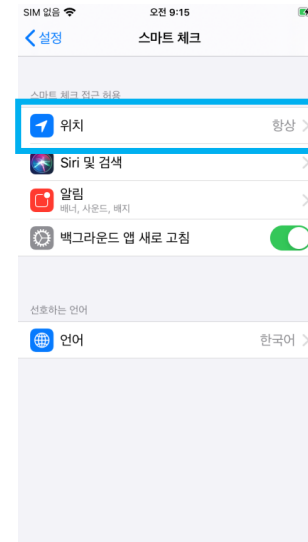 SIM 없음 오전 9:15
설정 스마트 체크
스마트 체크 접근 허용
위치 항상
Siri 및 검색
알림
배너, 사운드, 배지
백그라운드 앱 새로 고침
선호하는 언어
언어 한국어